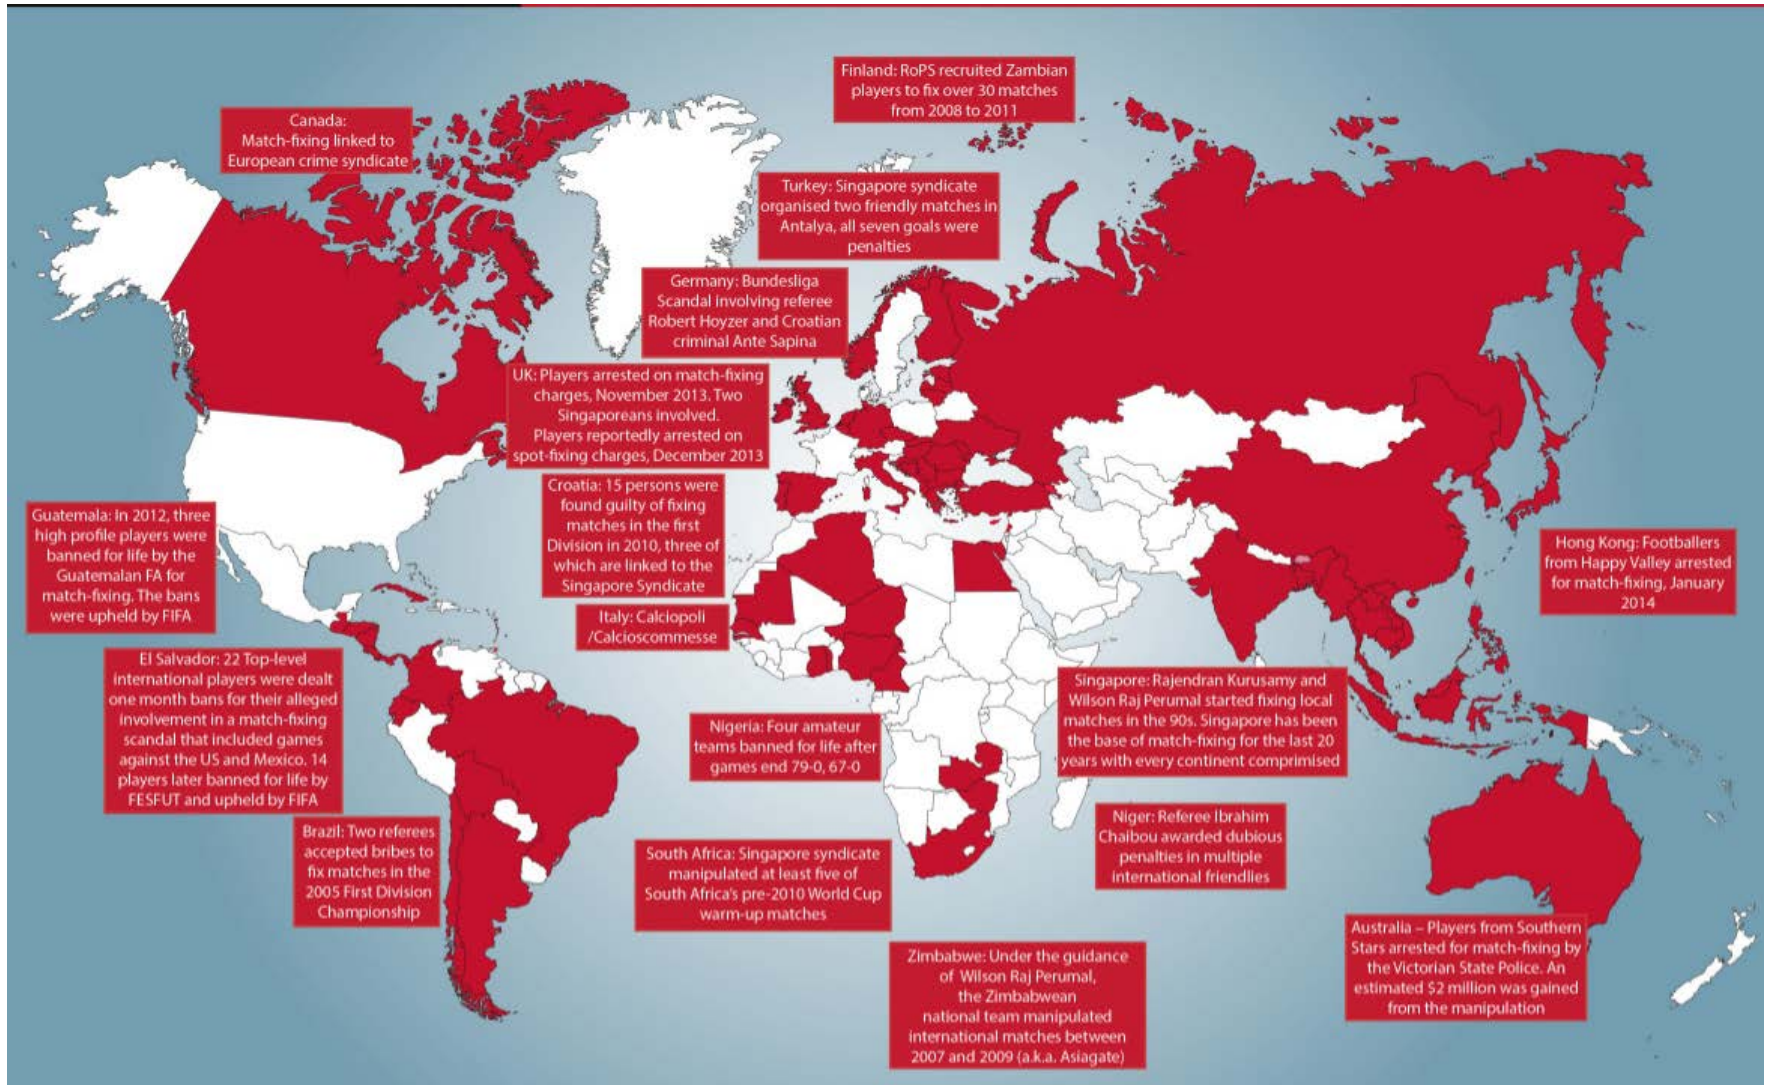 Finland: RoPS recruited Zambian
players to fix over 30 matches
from 2008 to 2011
Canada:
Match-fixing linked to
European crime syndicate
Turkey: Singapore syndicate
organised two friendly matches in
Antalya, all seven goals were
penalties
Germany: Bundesliga
Scandal involving referee
Robert Hoyzer and Croatian
criminal Ante Sapina
UK: Players arrested on match-fixing
charges, November 2013. Two
Singaporeans involved.
Players reportedly arrested on
spot-fixing charges, December 2013
Croatia: 15 persons were
found guilty of fixing
matches in the first
Division in 2010, three of
which are linked to the
Singapore Syndicate
Guatemala: In 2012, three
high profile players were
banned for life by the
Guatemalan FA for
match-fixing. The bans
were upheld by FIFA
Hong Kong: Footballers
from Happy Valley arrested
for match-fixing, January
2014
Italy: Calciopoli
/Calcioscommesse
El Salvador: 22 Top-level
international players were dealt
one month bans for their alleged
involvement in a match-fixing
scandal that included games
against the US and Mexico. 14
players later banned for life by
FESFUT and upheld by FIFA
Singapore: Rajendran Kurusamy and
Wilson Raj Perumal started fixing local
matches in the 90s. Singapore has been
the base of match-fixing for the last 20
years with every continent comprimised
Nigeria: Four amateur
teams banned for life after
games end 79-0, 67-0
Niger: Referee Ibrahim
Chaibou awarded dubious
penalties in multiple
international friendlies
Brazil: Two referees
accepted bribes to
fix matches in the
2005 First Division
Championship
South Africa: Singapore syndicate
manipulated at least five of
South Africa's pre-2010 World Cup
warm-up matches
Australia – Players from Southern
Stars arrested for match-fixing by
the Victorian State Police. An
estimated $2 million was gained
from the manipulation
Zimbabwe: Under the guidance
of Wilson Raj Perumal,
the Zimbabwean
national team manipulated
international matches between
2007 and 2009 (a.k.a. Asiagate)